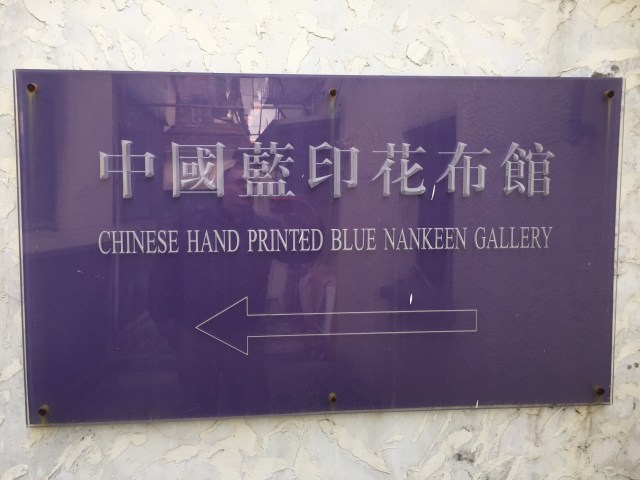 中國藍印花布館
CHINESE HAND PRINTED BLUE NANKEEN GALLERY